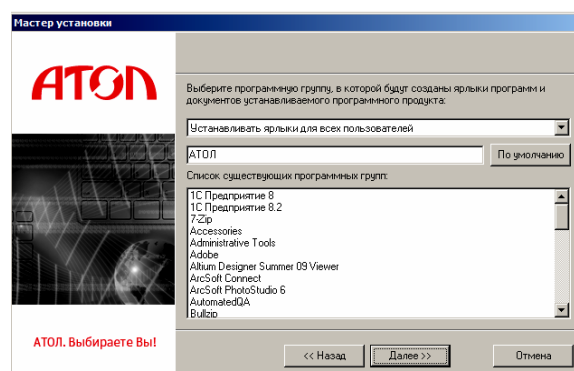 Мастер установки
АТОЛ
Выберите программную группу, в которой будут созданы ярлыки программ и
документов устанавливаемого программного продукта:
Устанавливать ярлыки для всех пользователей
АТОЛ
По умолчанию
Список существующих программных групп:
1С Предприятие 8
1С Предприятие 8.2
7-Zip
Accessories
Administrative Tools
Adobe
Altium Designer Summer 09 Viewer
ArcSoft Connect
ArcSoft PhotoStudio 6
AutomatedQA
Bullzip
АТОЛ. Выбираете Вы!
<< Назад
Далее >>
Отмена